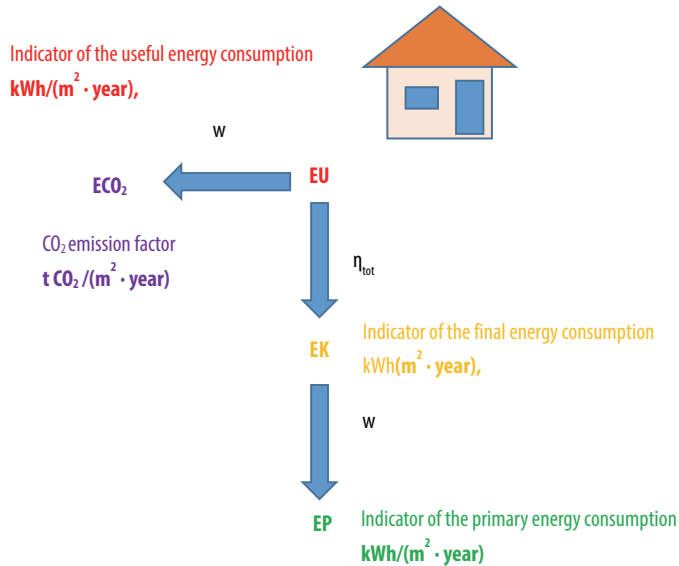 Indicator of the useful energy consumption
kWh/(m² · year),
w
ECO₂
EU
CO₂ emission factor
t CO₂ /(m² · year)
ηtot
EK
Indicator of the final energy consumption
kWh(m² · year),
w
EP
Indicator of the primary energy consumption
kWh/(m² · year)